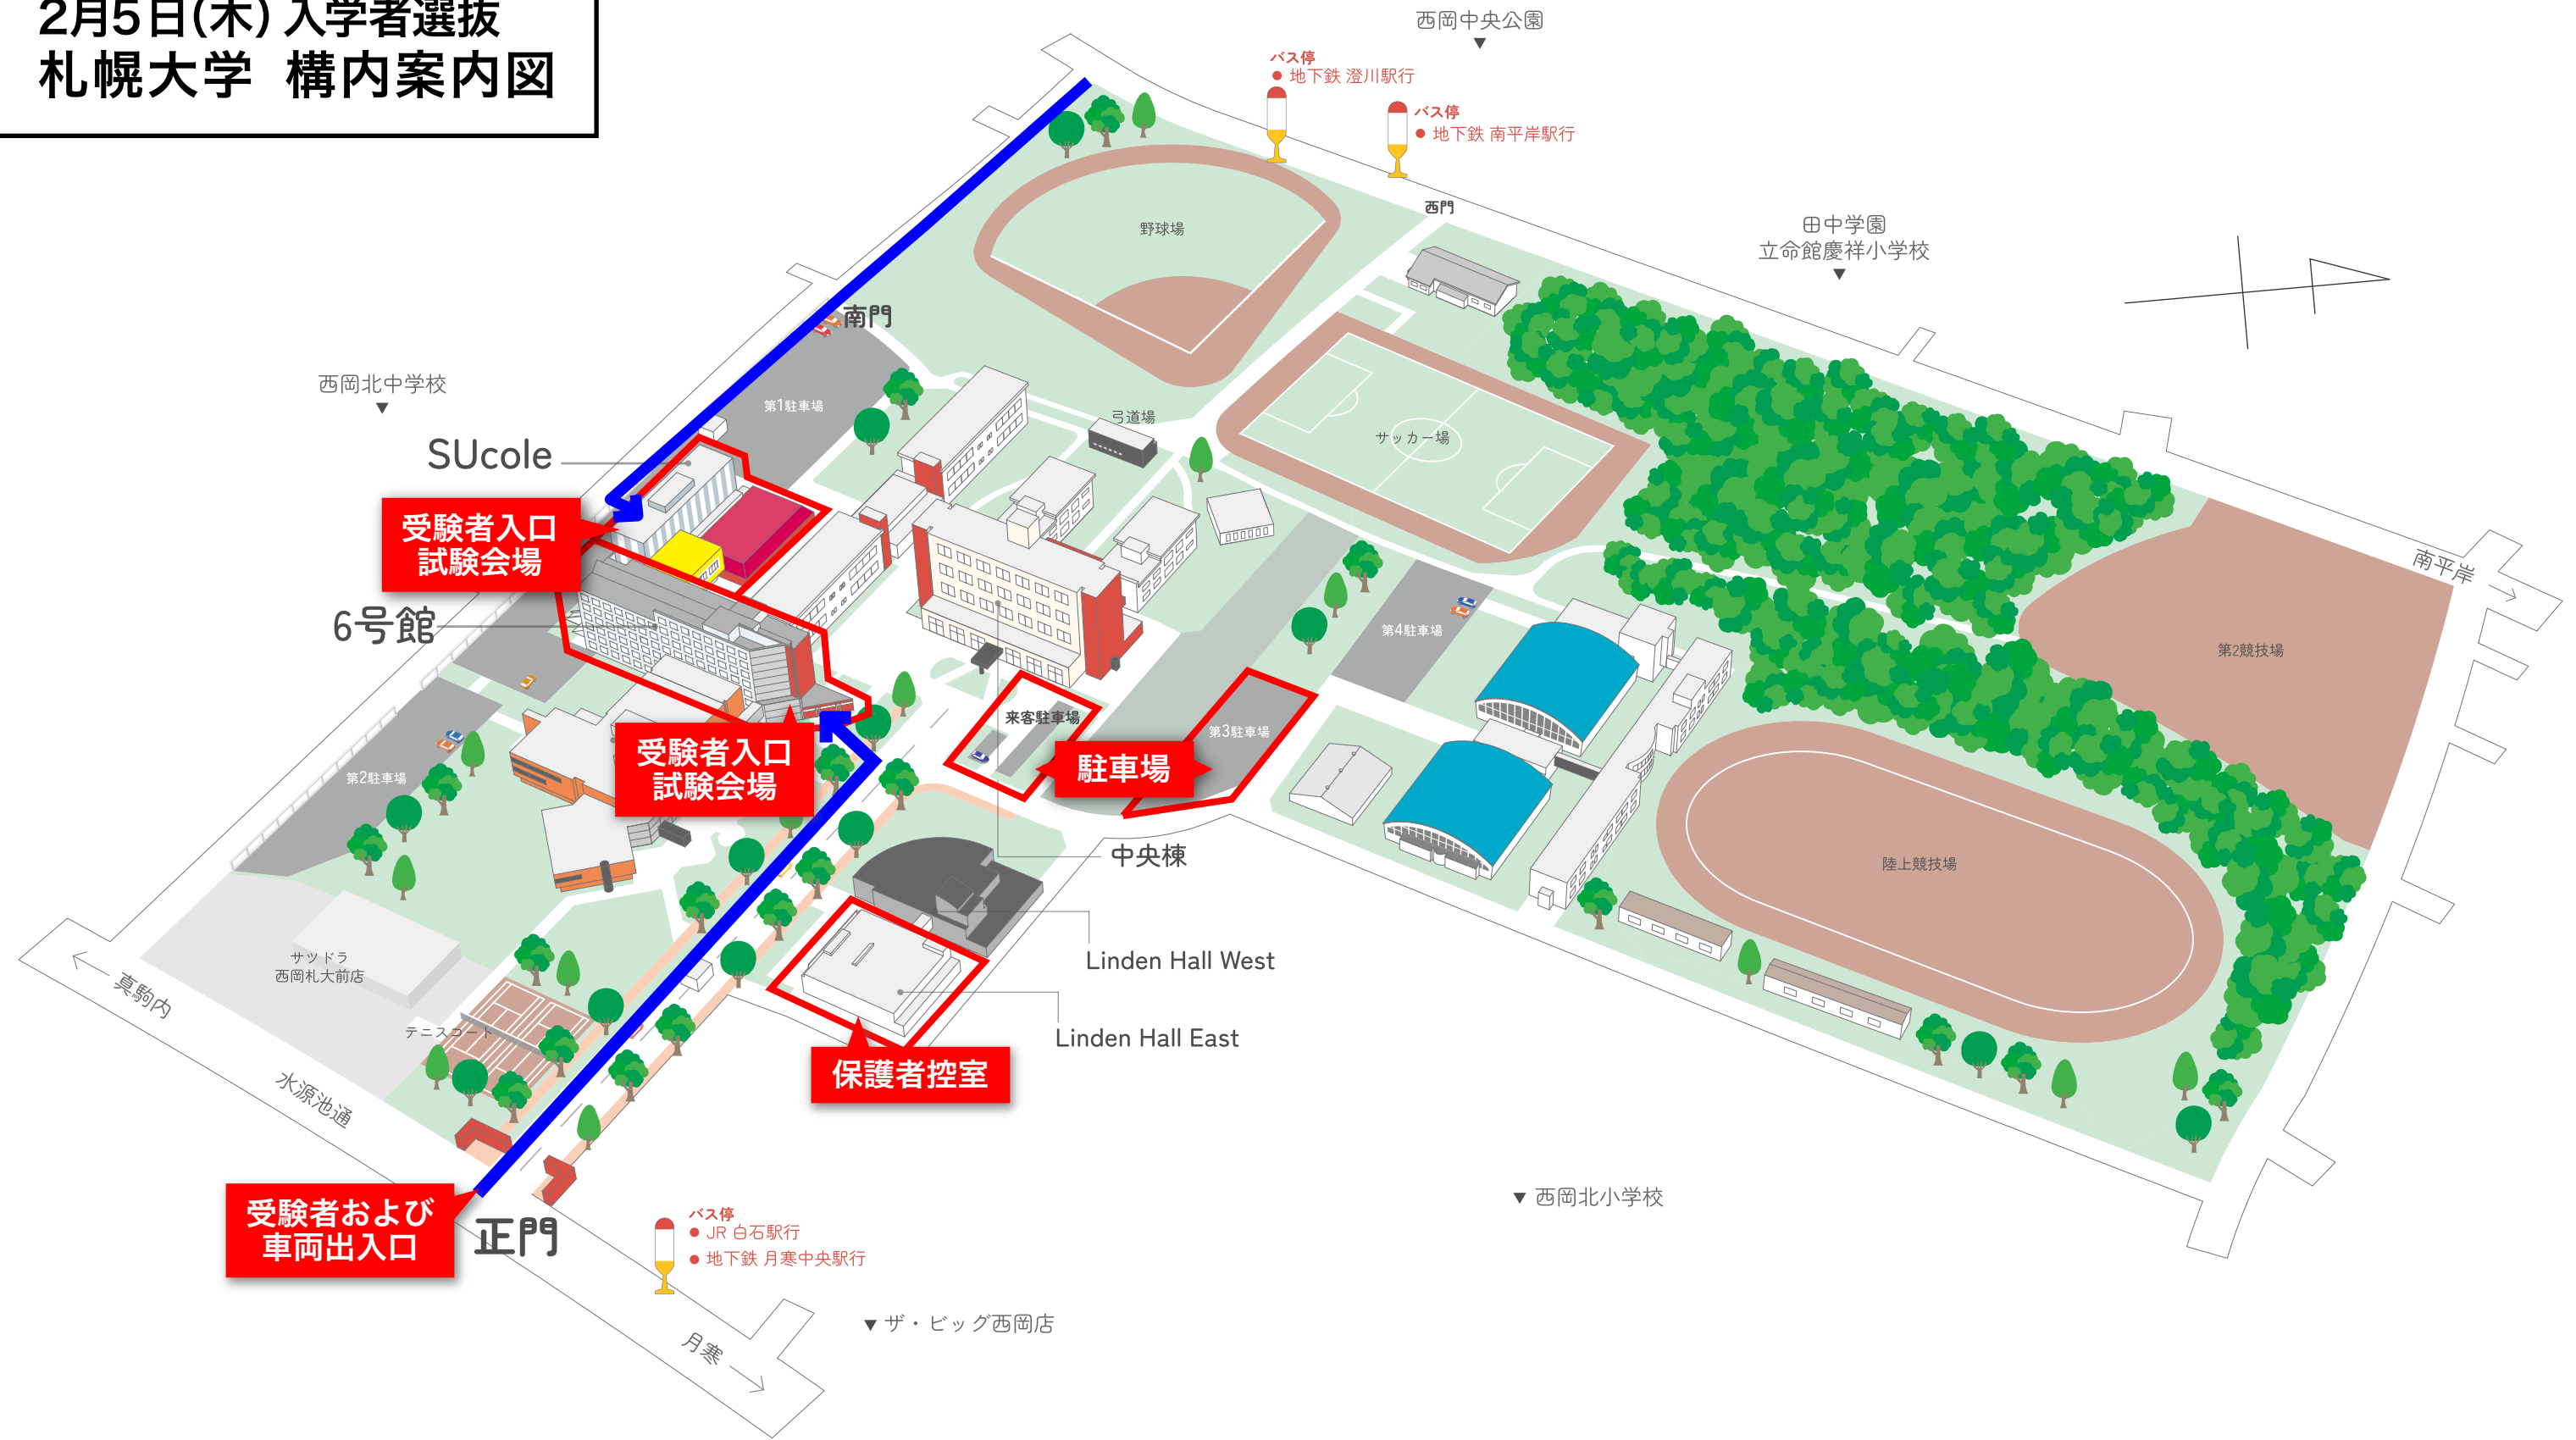 2月5日(木) 入学者選抜
札幌大学 構内案内図
西岡中央公園
▼
バス停
● 地下鉄 澄川駅行
バス停
● 地下鉄 南平岸駅行
西門
野球場
田中学園
立命館慶祥小学校
▼
南門
西岡北中学校
▼
第1駐車場
弓道場
サッカー場
SUcole
受験者入口
試験会場
6号館
南平岸
第4駐車場
第2競技場
来客駐車場
第3駐車場
駐車場
受験者入口
試験会場
第2駐車場
中央棟
陸上競技場
サツドラ
西岡札大前店
Linden Hall West
真駒内
テニスコート
Linden Hall East
保護者控室
水源池通
受験者および
車両出入口
正門
バス停
● JR 白石駅行
● 地下鉄 月寒中央駅行
▼ 西岡北小学校
▼ ザ・ビッグ西岡店
月寒